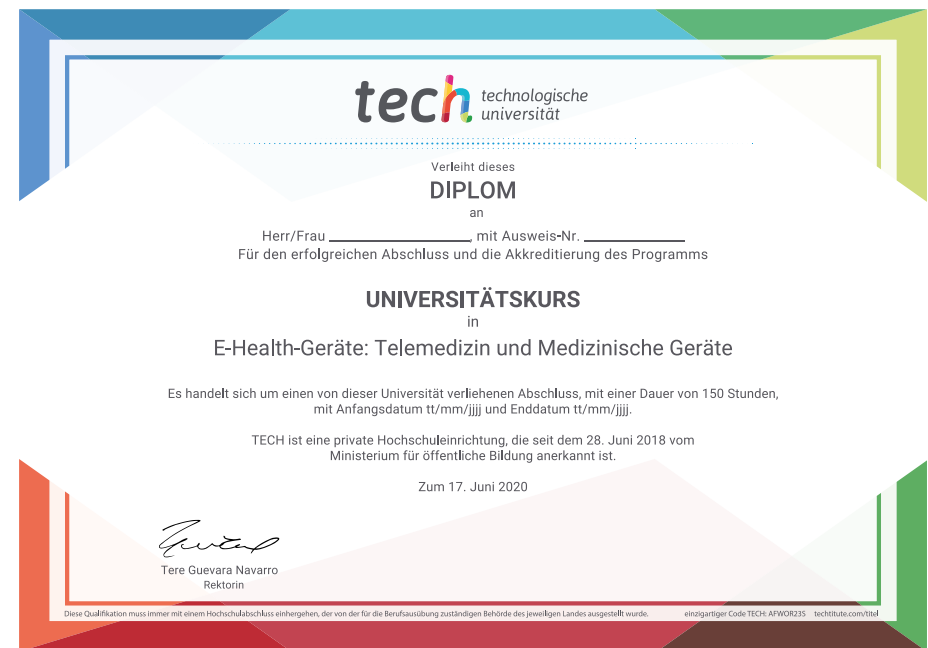 tech technologische
universität
Verleiht dieses
DIPLOM
an
Herr/Frau ____________________, mit Ausweis-Nr. ______________
Für den erfolgreichen Abschluss und die Akkreditierung des Programms
UNIVERSITÄTSKURS
in
E-Health-Geräte: Telemedizin und Medizinische Geräte
Es handelt sich um einen von dieser Universität verliehenen Abschluss, mit einer Dauer von 150 Stunden,
mit Anfangsdatum tt/mm/jjjj und Enddatum tt/mm/jjjj.
TECH ist eine private Hochschuleinrichtung, die seit dem 28. Juni 2018 vom
Ministerium für öffentliche Bildung anerkannt ist.
Zum 17. Juni 2020
Tere Guevara Navarro
Rektorin
Diese Qualifikation muss immer mit einem Hochschulabschluss einhergehen, der von der für die Berufsausübung zuständigen Behörde des jeweiligen Landes ausgestellt wurde. einzigartiger Code TECH: AFWOR23S techtitute.com/titel